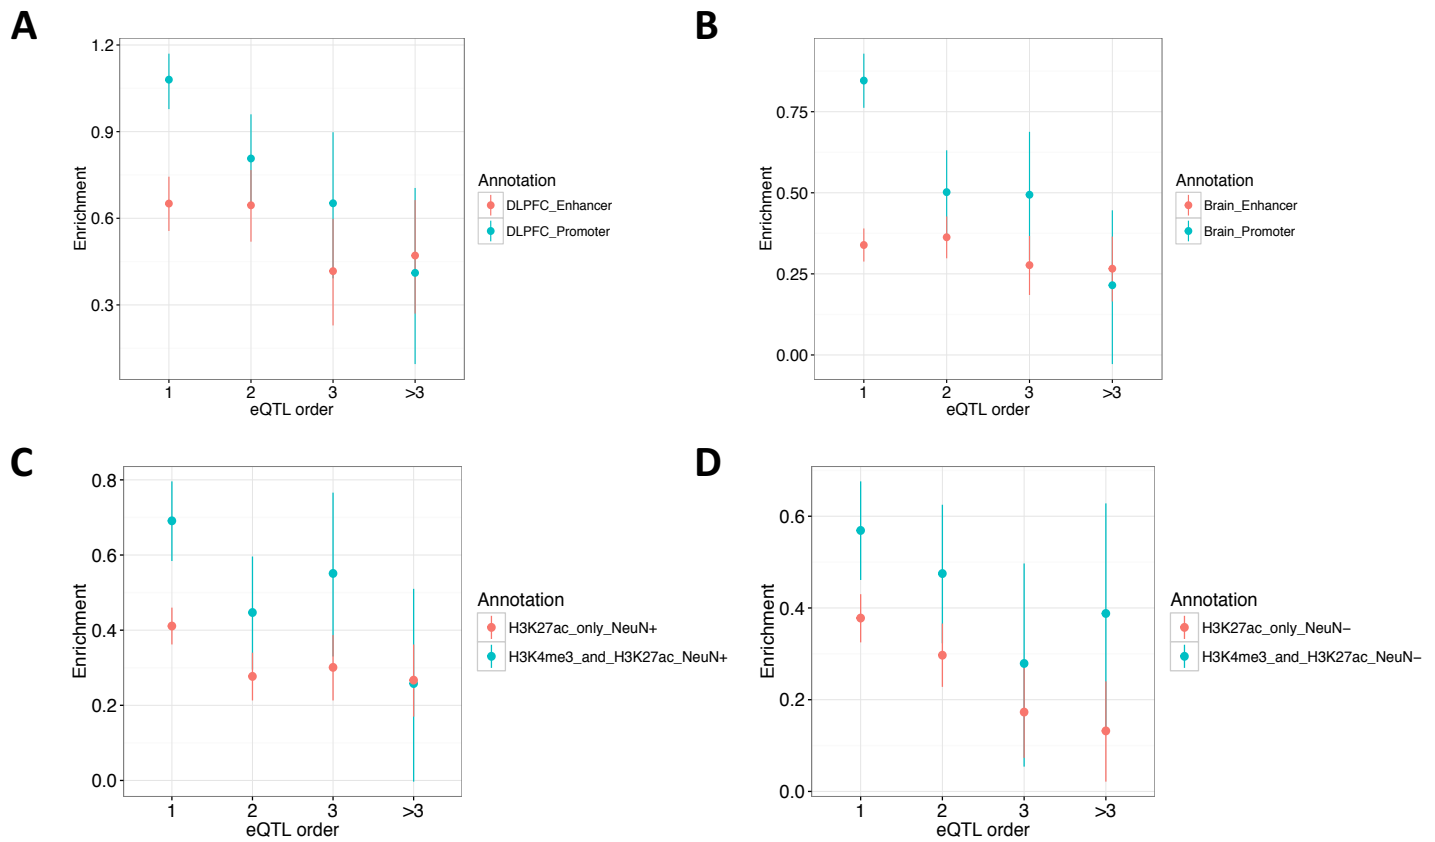 A
1.2
0.9
0.6
0.3
Enrichment
1 2 3 >3
eQTL order
Annotation
DLPFC_Enhancer
DLPFC_Promoter
B
0.75
0.50
0.25
0.00
Enrichment
1 2 3 >3
eQTL order
Annotation
Brain_Enhancer
Brain_Promoter
C
0.8
0.6
0.4
0.2
0.0
Enrichment
1 2 3 >3
eQTL order
Annotation
H3K27ac_only_NeuN+
H3K4me3_and_H3K27ac_NeuN+
D
0.6
0.4
0.2
0.0
Enrichment
1 2 3 >3
eQTL order
Annotation
H3K27ac_only_NeuN−
H3K4me3_and_H3K27ac_NeuN−